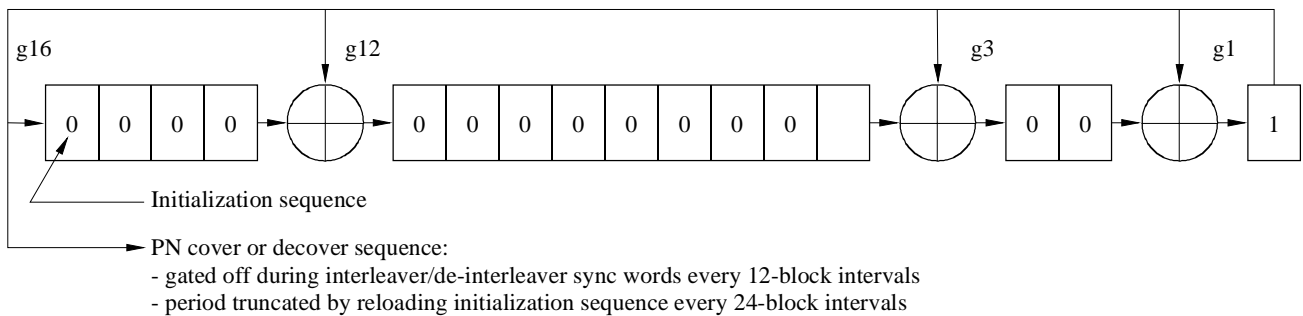 g16 g12 g3 g1
0 0 0 0 0 0 0 0 0 0 0 0 0 0 1
Initialization sequence
PN cover or decover sequence:
- gated off during interleaver/de-interleaver sync words every 12-block intervals
- period truncated by reloading initialization sequence every 24-block intervals